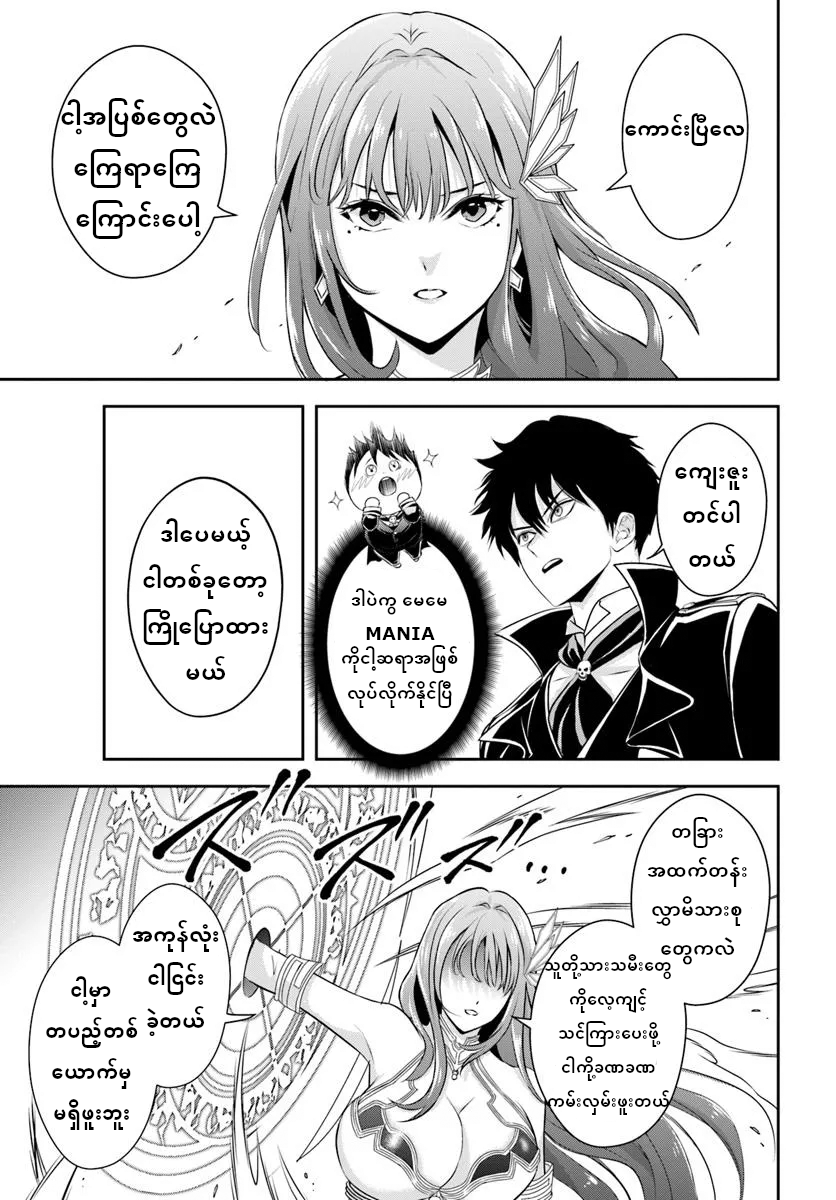 ကောင်းပြီလေ
ငါ့အပြစ်တွေလဲ
ကြေရာကြေ
ကြောင်းပေါ့
ကျေးဇူး
တင်ပါ
တယ်
ဒါပဲကွ မေမေ
MANIA
ကိုငါ့ဆရာအဖြစ်
လုပ်လိုက်နိုင်ပြီ
ဒါပေမယ့်
ငါတစ်ခုတော့
ကြိုပြောထား
မယ်
တခြား
အထက်တန်း
လွှာမိသားစု
တွေကလဲ
သူတို့သားသမီးတွေ
ကိုလေ့ကျင့်
သင်ကြားပေးဖို့
ငါ့ကိုခဏခဏ
ကမ်းလှမ်းဖူးတယ်
အကုန်လုံး
ငါငြင်း
ခဲ့တယ်
ငါ့မှာ
တပည့်တစ်
ယောက်မှ
မရှိဖူးဘူး
ズズズ...